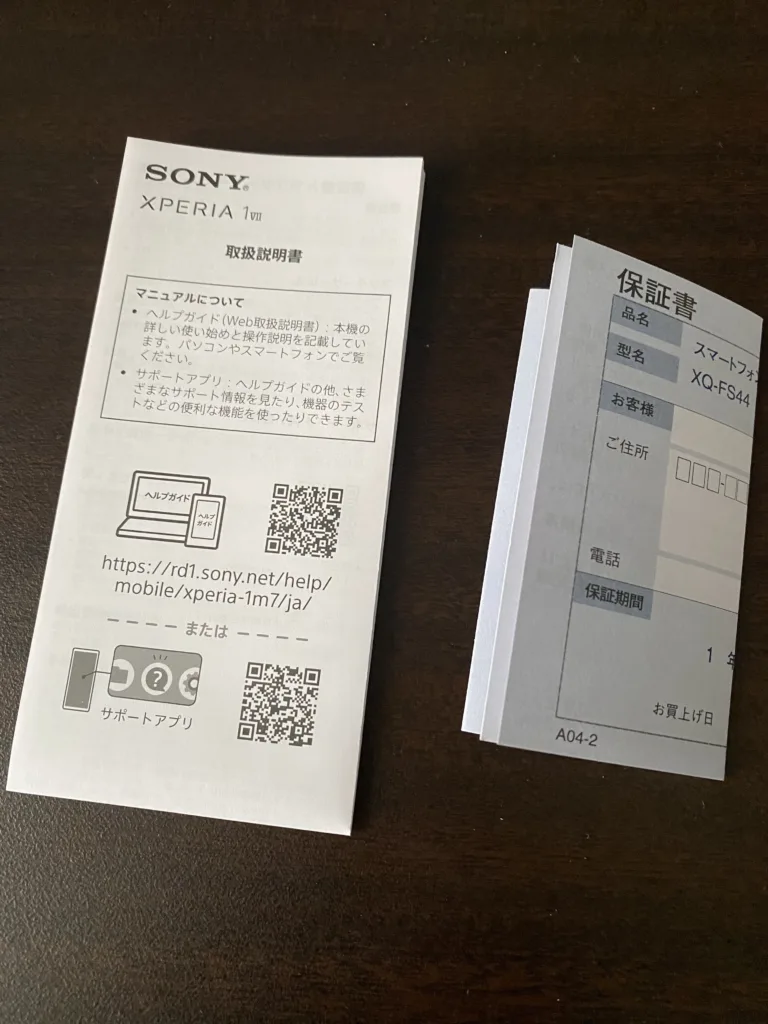 SONY®
XPERIA 1VII
取扱説明書
マニュアルについて
• ヘルプガイド（Web取扱説明書）：本機の
詳しい使い始めと操作説明を記載してい
ます。パソコンやスマートフォンでご覧
ください。
• サポートアプリ：ヘルプガイドの他、さま
ざまなサポート情報を見たり、機器のテス
トなどの便利な機能を使ったりできます。
ヘルプガイド
ヘルプ
ガイド
https://rd1.sony.net/help/
mobile/xperia-1m7/ja/
または
?
サポートアプリ
保証書
品名
スマートフォン
型名
XQ-FS44
お客様
ご住所
電話
保証期間
1 年
お買上げ日
A04-2